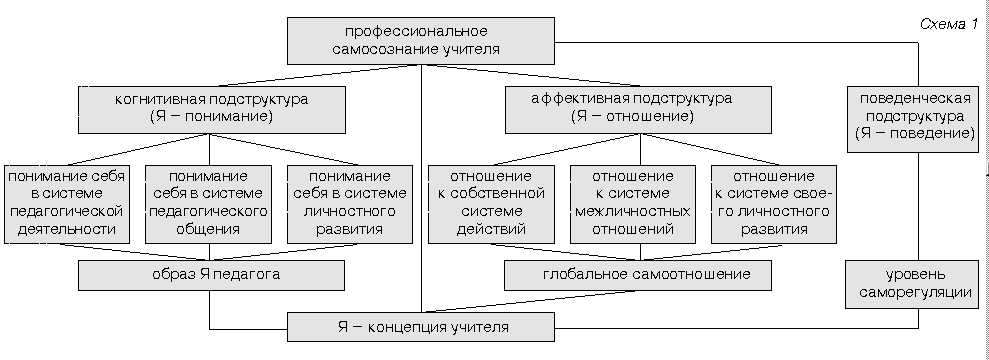 Схема 1
профессиональное
самосознание учителя
когнитивная подструктура
(Я – понимание)
аффективная подструктура
(Я – отношение)
поведенческая
подструктура
(Я – поведение)
понимание себя
в системе
педагогической
деятельности
понимание
себя в системе
педагогического
общения
понимание
себя в системе
личностного
развития
отношение
к собственной
системе
действий
отношение
к системе
межличностных
отношений
отношение
к системе свое-
го личностного
развития
образ Я педагога
глобальное самоотношение
уровень
саморегуляции
Я – концепция учителя